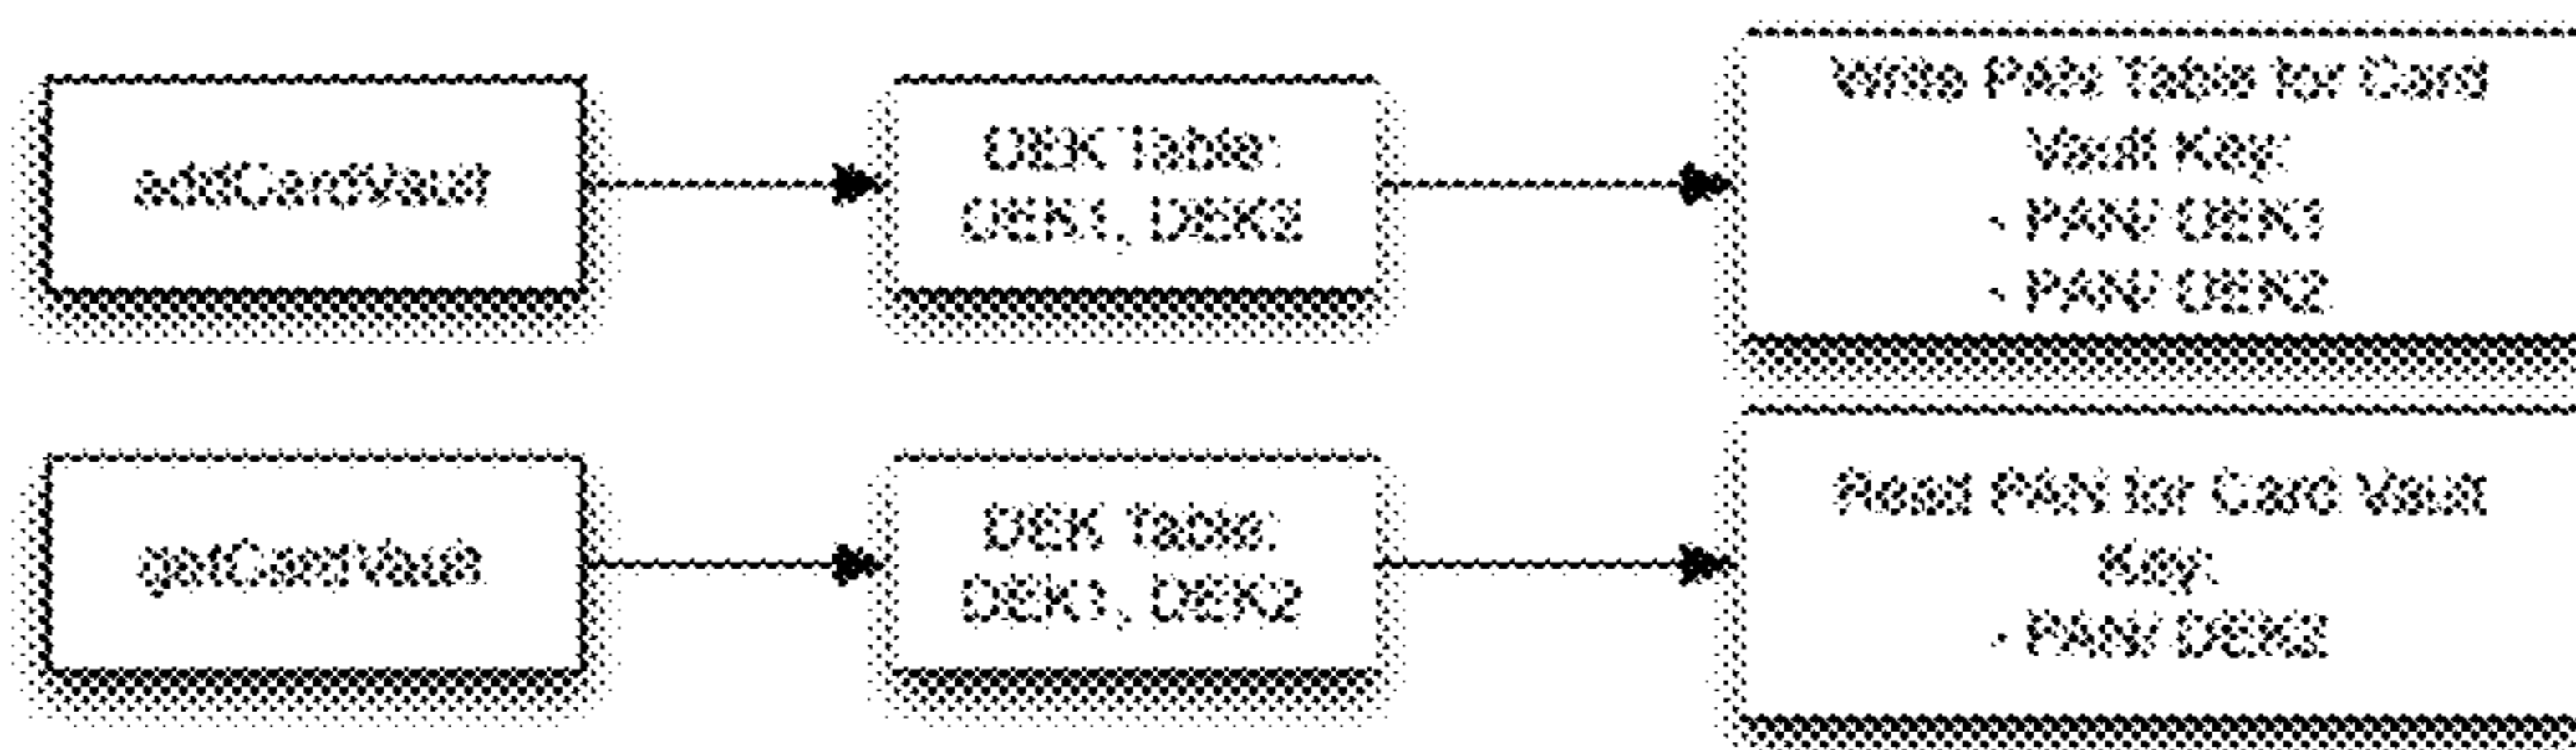 addCardVault
DEK Table:
DEK1, DEK2
Write PAN Table for Card
Vault Key:
- PAN/ DEK1
- PAN/ DEK2
getCardVault
DEK Table:
DEK1, DEK2
Read PAN for Card Vault
Key:
- PAN/ DEK2